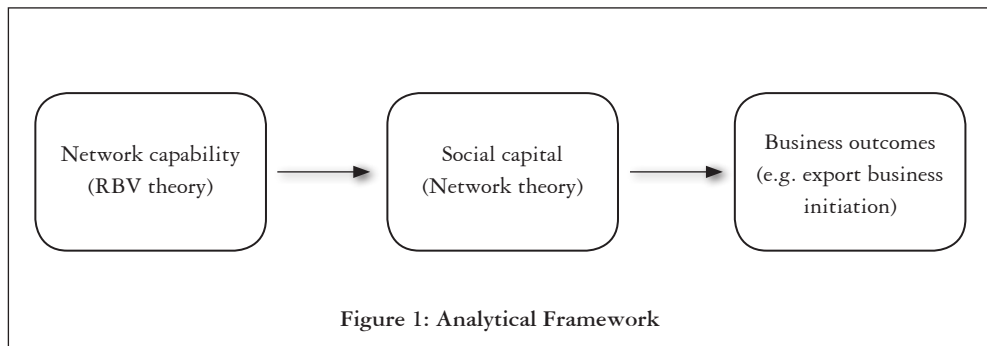 Network capability
(RBV theory)
Social capital
(Network theory)
Business outcomes
(e.g. export business
initiation)
Figure 1: Analytical Framework